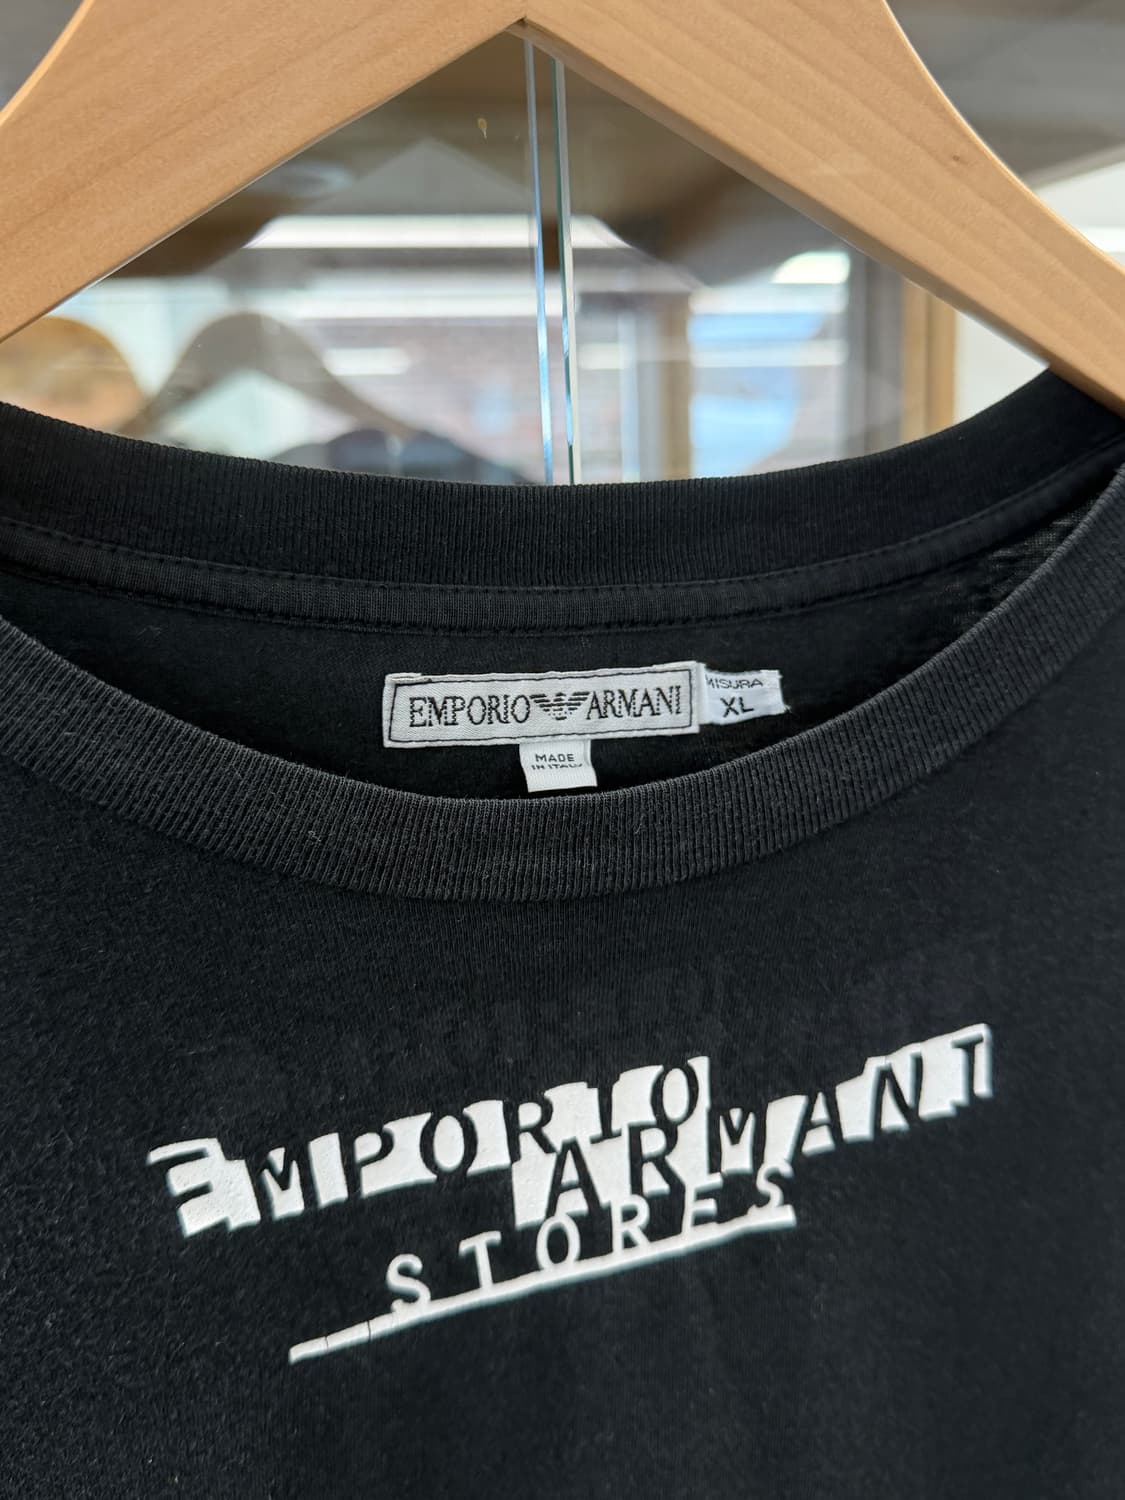 EMPORIO ARMANI
MISURA
XL
MADE
IN ITALY
EMPORIO
ARMANI
STORES